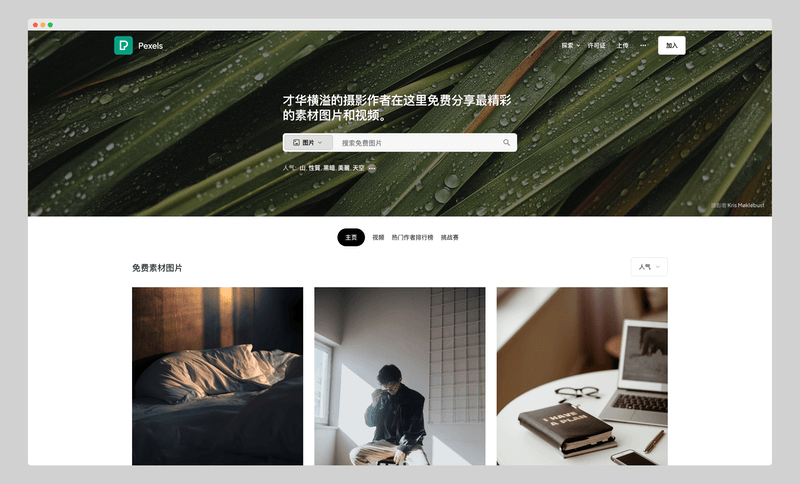 Pexels
探索
许可证
上传
加入
才华横溢的摄影作者在这里免费分享最精彩
的素材图片和视频。
图片
搜索免费图片
人气: 山, 性質, 黑暗, 美麗, 天空
摄影者 Kris Møklebust
主页
视频
热门作者排行榜
挑战赛
免费素材图片
人气
I HAVE
A PLAN